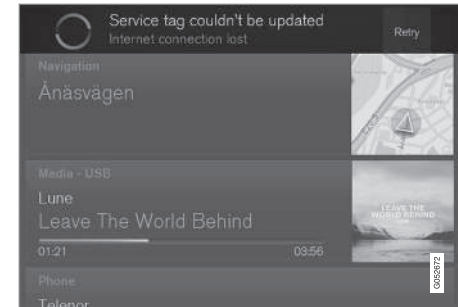 Service tag couldn't be updated
Internet connection lost
Retry
Navigation
Ånäsvägen
Media - USB
Lune
Leave The World Behind
01:21
03:56
LEAVE THE
WORLD BEHIND
Phone
Telenor
G052672